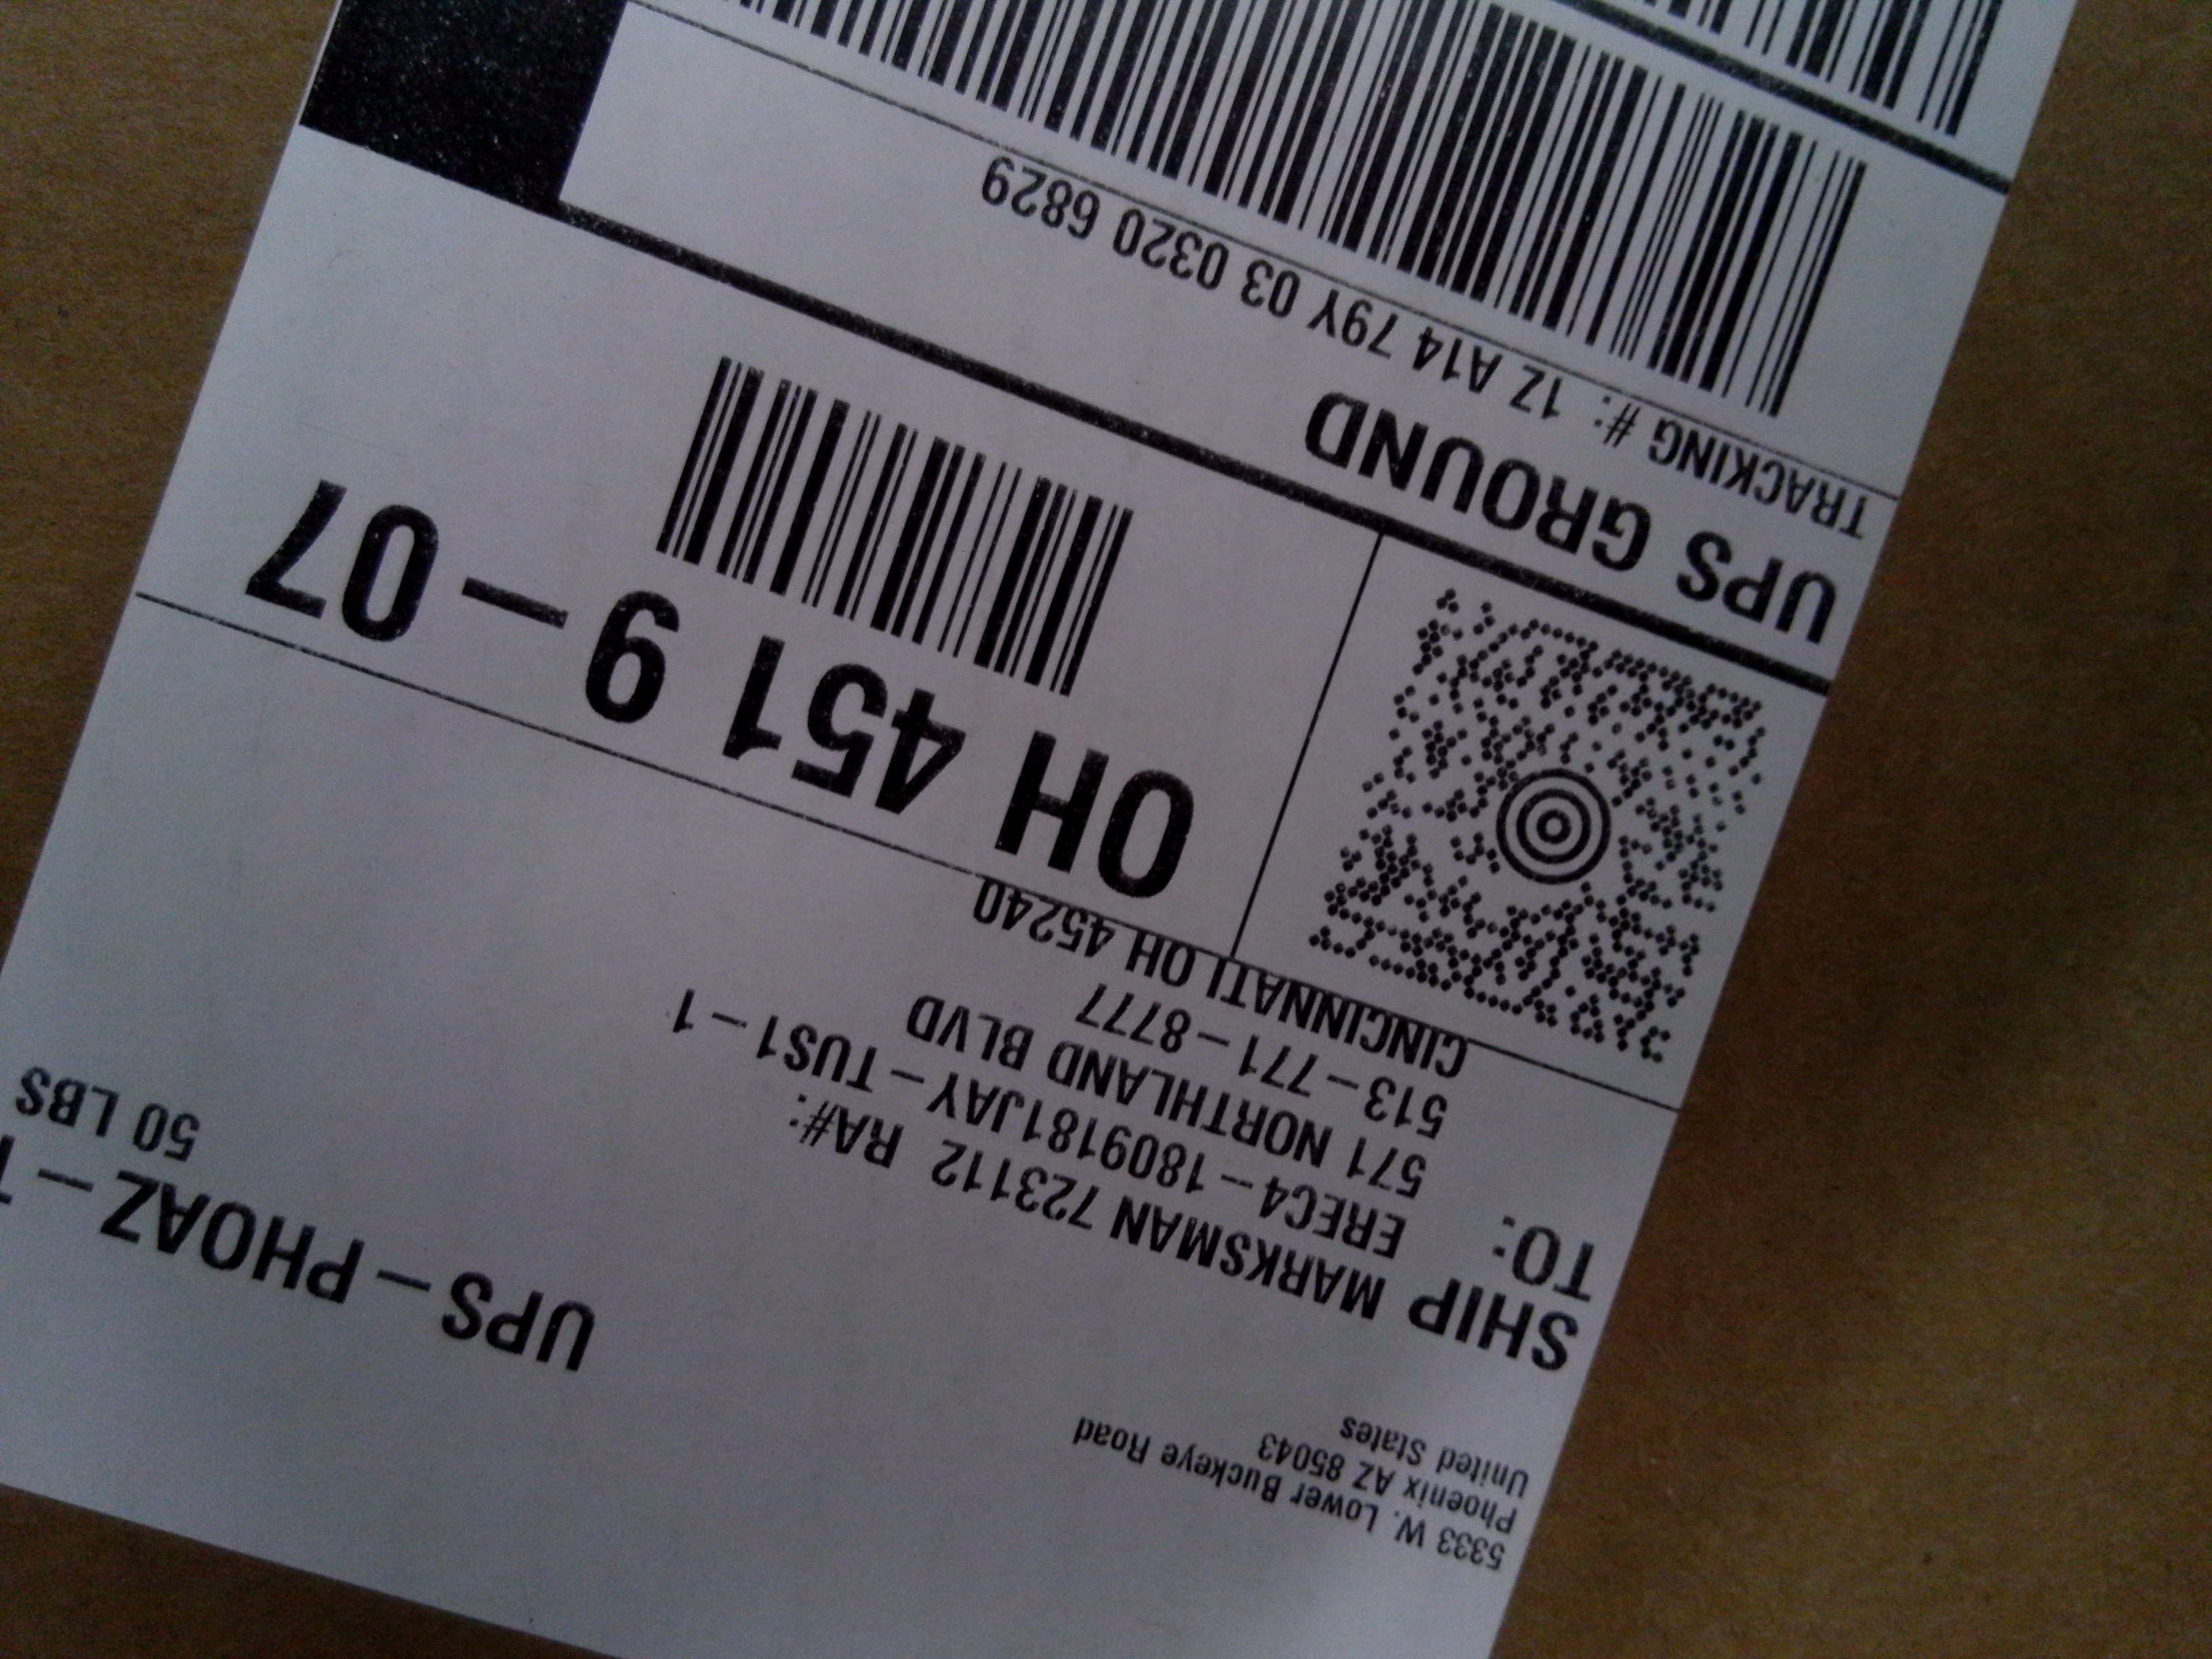 5333 W. Lower Buckeye Road
Phoenix AZ 85043
United States
UPS – PHOAZ –
50 LBS
SHIP
TO:
MARKSMAN 723112 RA#:
EREC4 – 1809181JAY – TUS1 – 1
571 NORTHLAND BLVD
513 – 771 – 8777
CINCINNATI OH 45240
OH 451 9 – 07
UPS GROUND
TRACKING #: 1Z A14 79Y 03 0320 6829